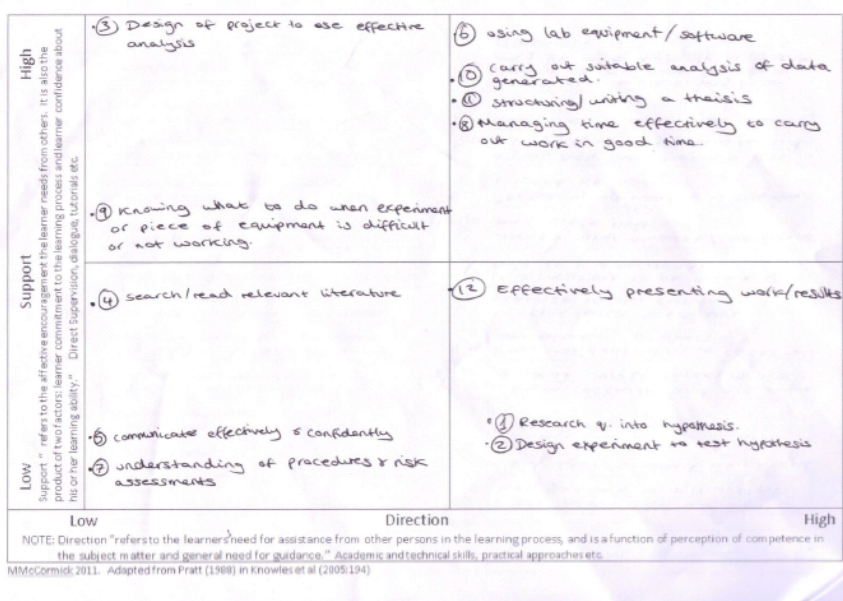 High
Support
Low
Support " refers to the affective encouragement the learner needs from others. It is also the
product of two factors: learner commitment to the learning process and learner confidence about
his or her learning ability." Direct Supervision, dialogue, tutorials etc.
③ Design of project to use effective
analysis
⑨ Knowing what to do when experiment
or piece of equipment is difficult
or not working.
⑥ using lab equipment/software
⑩ carry out suitable analysis of data
generated.
⑪ structuring/writing a theisis
⑧ Managing time effectively to carry
out work in good time.
④ search/read relevant literature
⑤ communicate effectively & confidently
⑦ understanding of procedures & risk
assessments
⑫ Effectively presenting work/results
① Research q. into hypothesis.
② Design experiment to test hypothesis
Low Direction High
NOTE: Direction "refers to the learners' need for assistance from other persons in the learning process, and is a function of perception of competence in
the subject matter and general need for guidance." Academic and technical skills, practical approaches etc.
MMcCormick 2011. Adapted from Pratt (1988) in Knowles et al (2005:194)